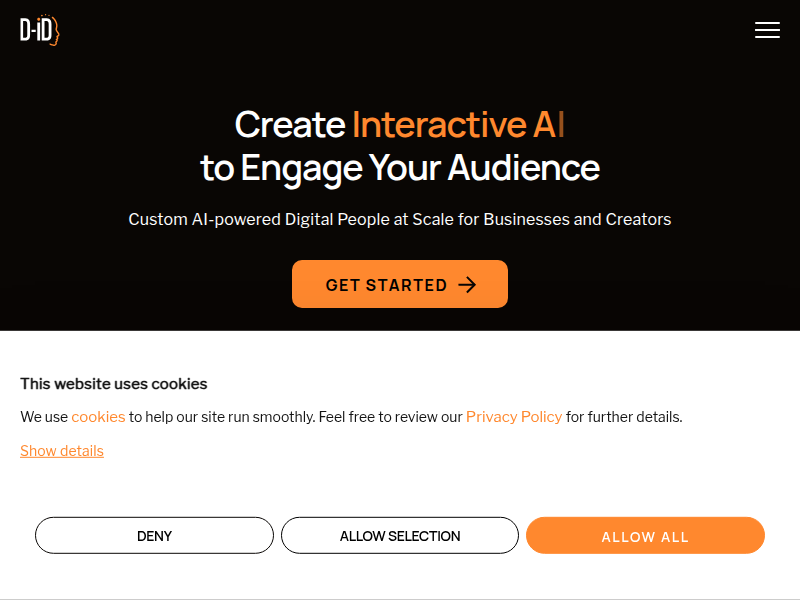 D-iD
Create Interactive AI
to Engage Your Audience
Custom AI-powered Digital People at Scale for Businesses and Creators
GET STARTED
This website uses cookies
We use cookies to help our site run smoothly. Feel free to review our Privacy Policy for further details.
Show details
DENY
ALLOW SELECTION
ALLOW ALL